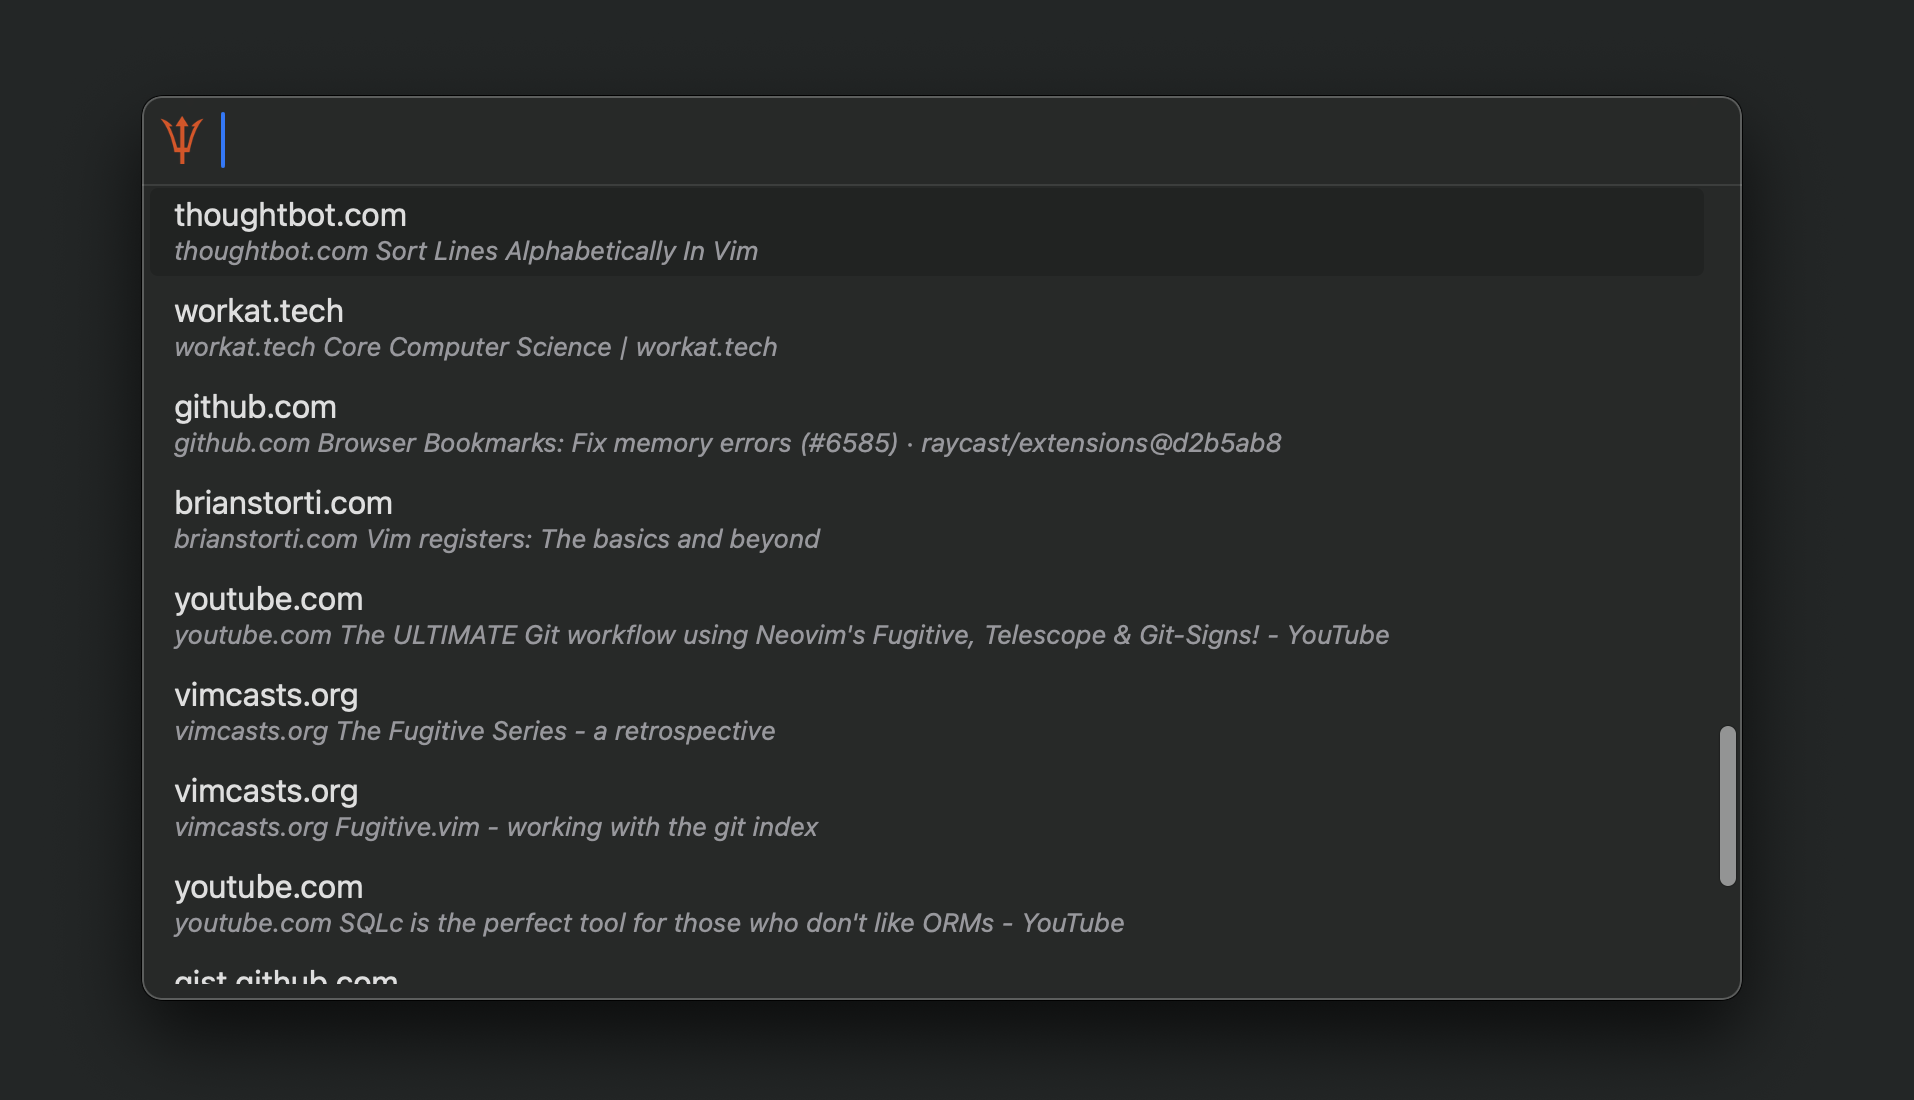 thoughtbot.com
thoughtbot.com Sort Lines Alphabetically In Vim
workat.tech
workat.tech Core Computer Science | workat.tech
github.com
github.com Browser Bookmarks: Fix memory errors (#6585) · raycast/extensions@d2b5ab8
brianstorti.com
brianstorti.com Vim registers: The basics and beyond
youtube.com
youtube.com The ULTIMATE Git workflow using Neovim's Fugitive, Telescope & Git-Signs! - YouTube
vimcasts.org
vimcasts.org The Fugitive Series - a retrospective
vimcasts.org
vimcasts.org Fugitive.vim - working with the git index
youtube.com
youtube.com SQLc is the perfect tool for those who don't like ORMs - YouTube
gist.github.com